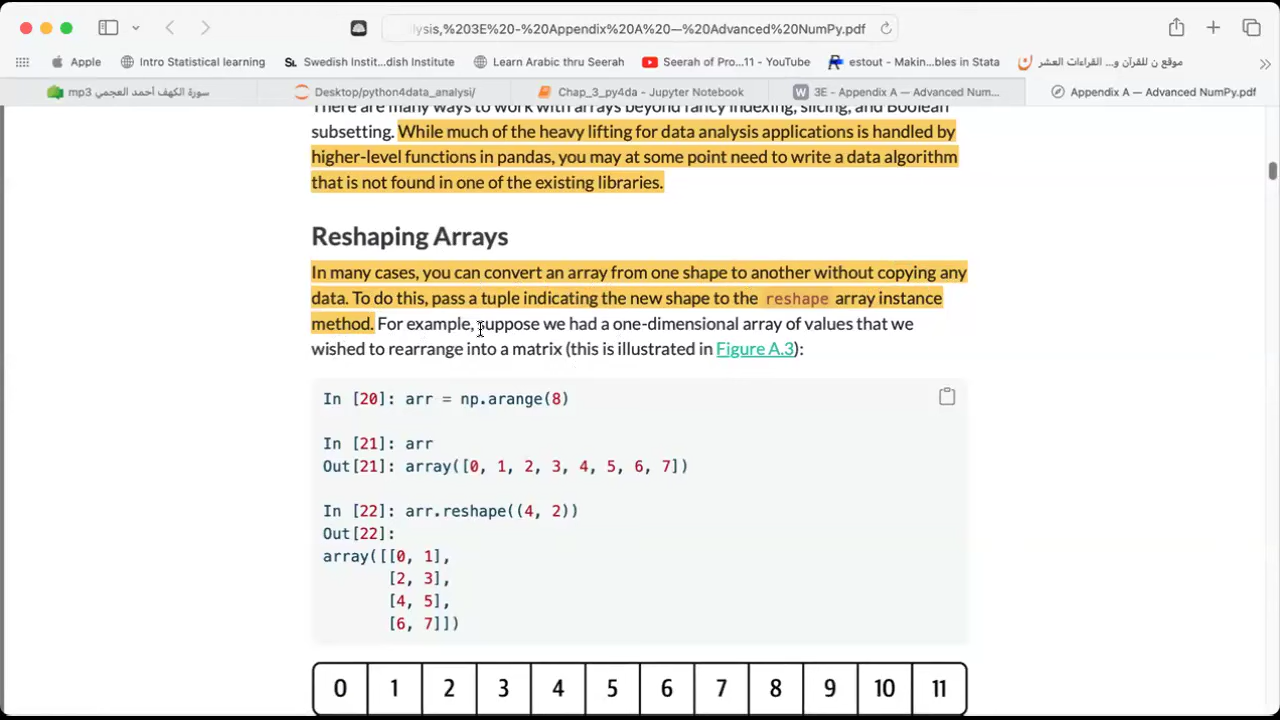 lysis,%203E%20-%20Appendix%20A%20—%20Advanced%20NumPy.pdf
Apple
Intro Statistical learning
Swedish Instit...dish Institute
Learn Arabic thru Seerah
Seerah of Pro...11 - YouTube
estout - Makin...bles in Stata
موقع ن للقرآن و... القراءات العشر
سورة الكهف أحمد العجمي mp3
Desktop/python4data_analysi/
Chap_3_py4da - Jupyter Notebook
3E - Appendix A — Advanced Num...
Appendix A — Advanced NumPy.pdf
There are many ways to work with arrays beyond fancy indexing, slicing, and Boolean
subsetting. While much of the heavy lifting for data analysis applications is handled by
higher-level functions in pandas, you may at some point need to write a data algorithm
that is not found in one of the existing libraries.
Reshaping Arrays
In many cases, you can convert an array from one shape to another without copying any
data. To do this, pass a tuple indicating the new shape to the reshape array instance
method. For example, suppose we had a one-dimensional array of values that we
wished to rearrange into a matrix (this is illustrated in Figure A.3):
In [20]: arr = np.arange(8)
In [21]: arr
Out[21]: array([0, 1, 2, 3, 4, 5, 6, 7])
In [22]: arr.reshape((4, 2))
Out[22]:
array([[0, 1],
[2, 3],
[4, 5],
[6, 7]])
0 1 2 3 4 5 6 7 8 9 10 11